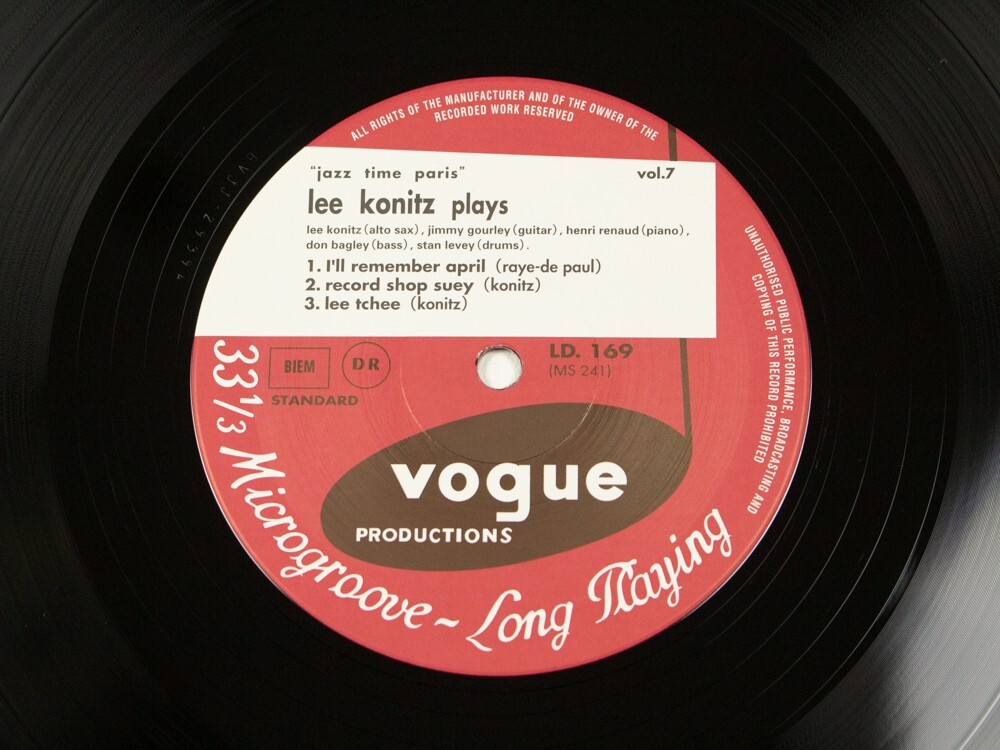 ALL RIGHTS OF THE MANUFACTURER AND OF THE OWNER OF THE
RECORDED WORK RESERVED
"jazz time paris"
vol.7
lee konitz plays
lee konitz (alto sax), jimmy gourley (guitar), henri renaud (piano),
don bagley (bass), stan levey (drums).
1. I'll remember april (raye-de paul)
2. record shop suey (konitz)
3. lee tchee (konitz)
UNAUTHORISED PUBLIC PERFORMANCE, BROADCASTING AND
COPYING OF THIS RECORD PROHIBITED
BIEM
DR
STANDARD
LD. 169
(MS 241)
vogue
PRODUCTIONS
33 1/3 Microgroove ~ Long Playing